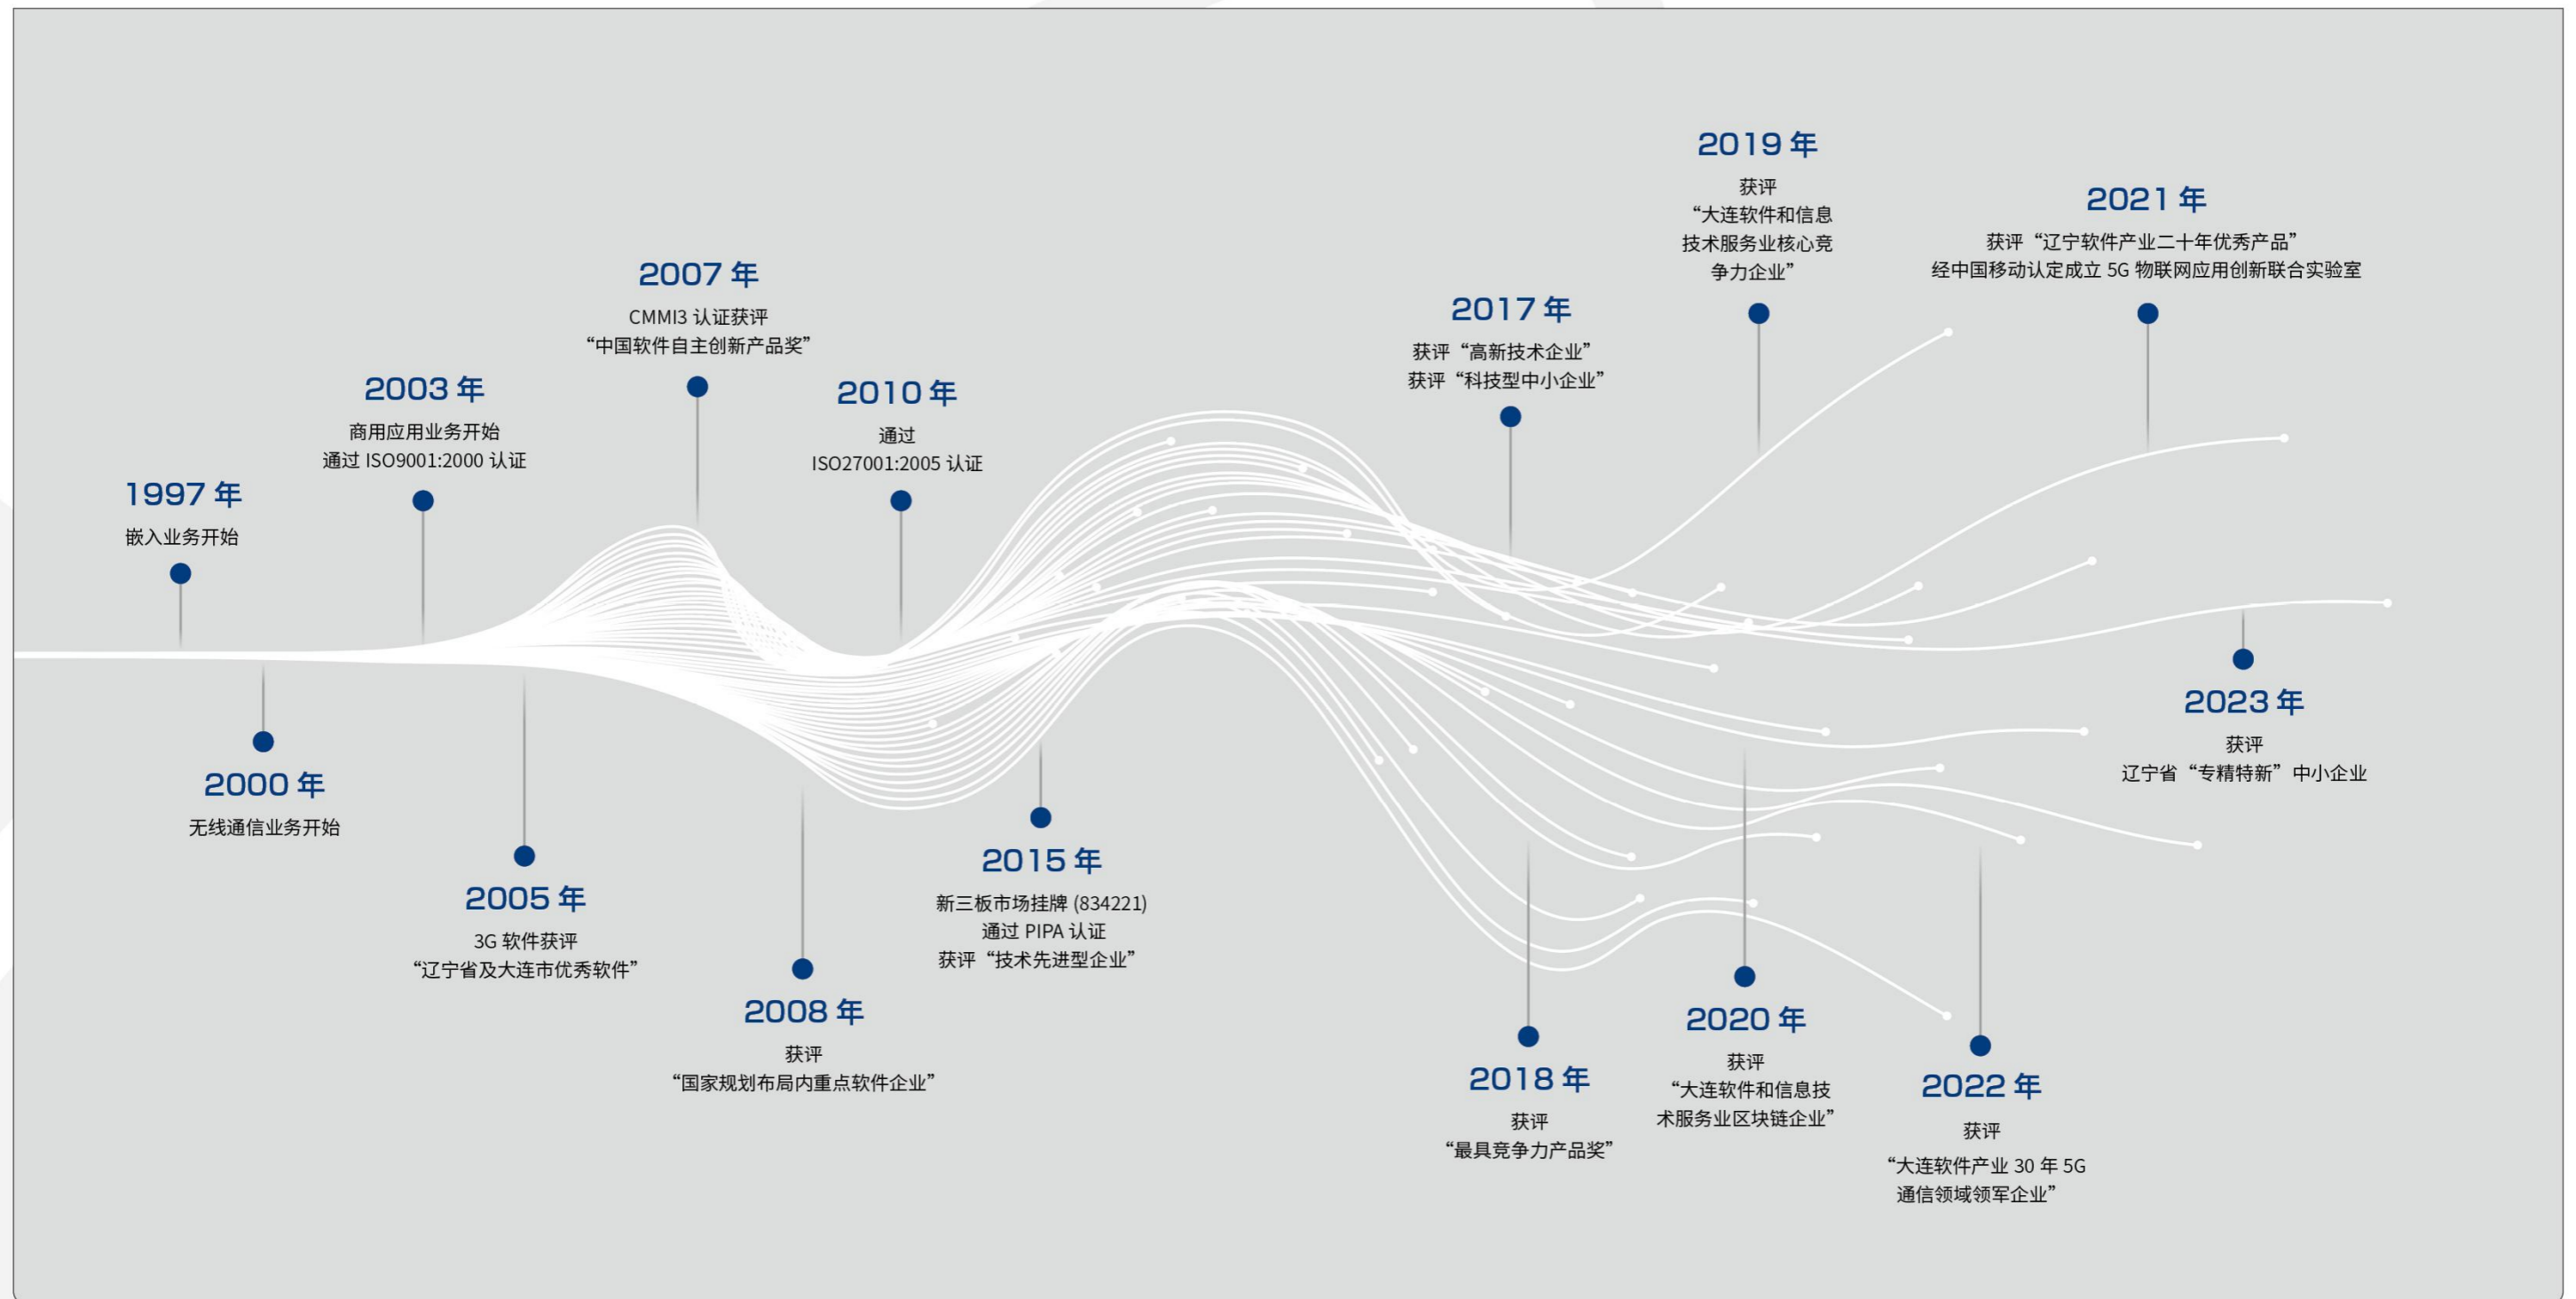 1997 年
嵌入业务开始
2000 年
无线通信业务开始
2003 年
商用应用业务开始
通过 ISO9001:2000 认证
2005 年
3G 软件获评
“辽宁省及大连市优秀软件”
2007 年
CMMI3 认证获评
“中国软件自主创新产品奖”
2008 年
获评
“国家规划布局内重点软件企业”
2010 年
通过
ISO27001:2005 认证
2015 年
新三板市场挂牌 (834221)
通过 PIPA 认证
获评“技术先进型企业”
2017 年
获评“高新技术企业”
获评“科技型中小企业”
2018 年
获评
“最具竞争力产品奖”
2019 年
获评
“大连软件和信息
技术服务业核心竞
争力企业”
2020 年
获评
“大连软件和信息技
术服务业区块链企业”
2021 年
获评“辽宁软件产业二十年优秀产品”
经中国移动认定成立 5G 物联网应用创新联合实验室
2022 年
获评
“大连软件产业 30 年 5G
通信领域领军企业”
2023 年
获评
辽宁省“专精特新”中小企业